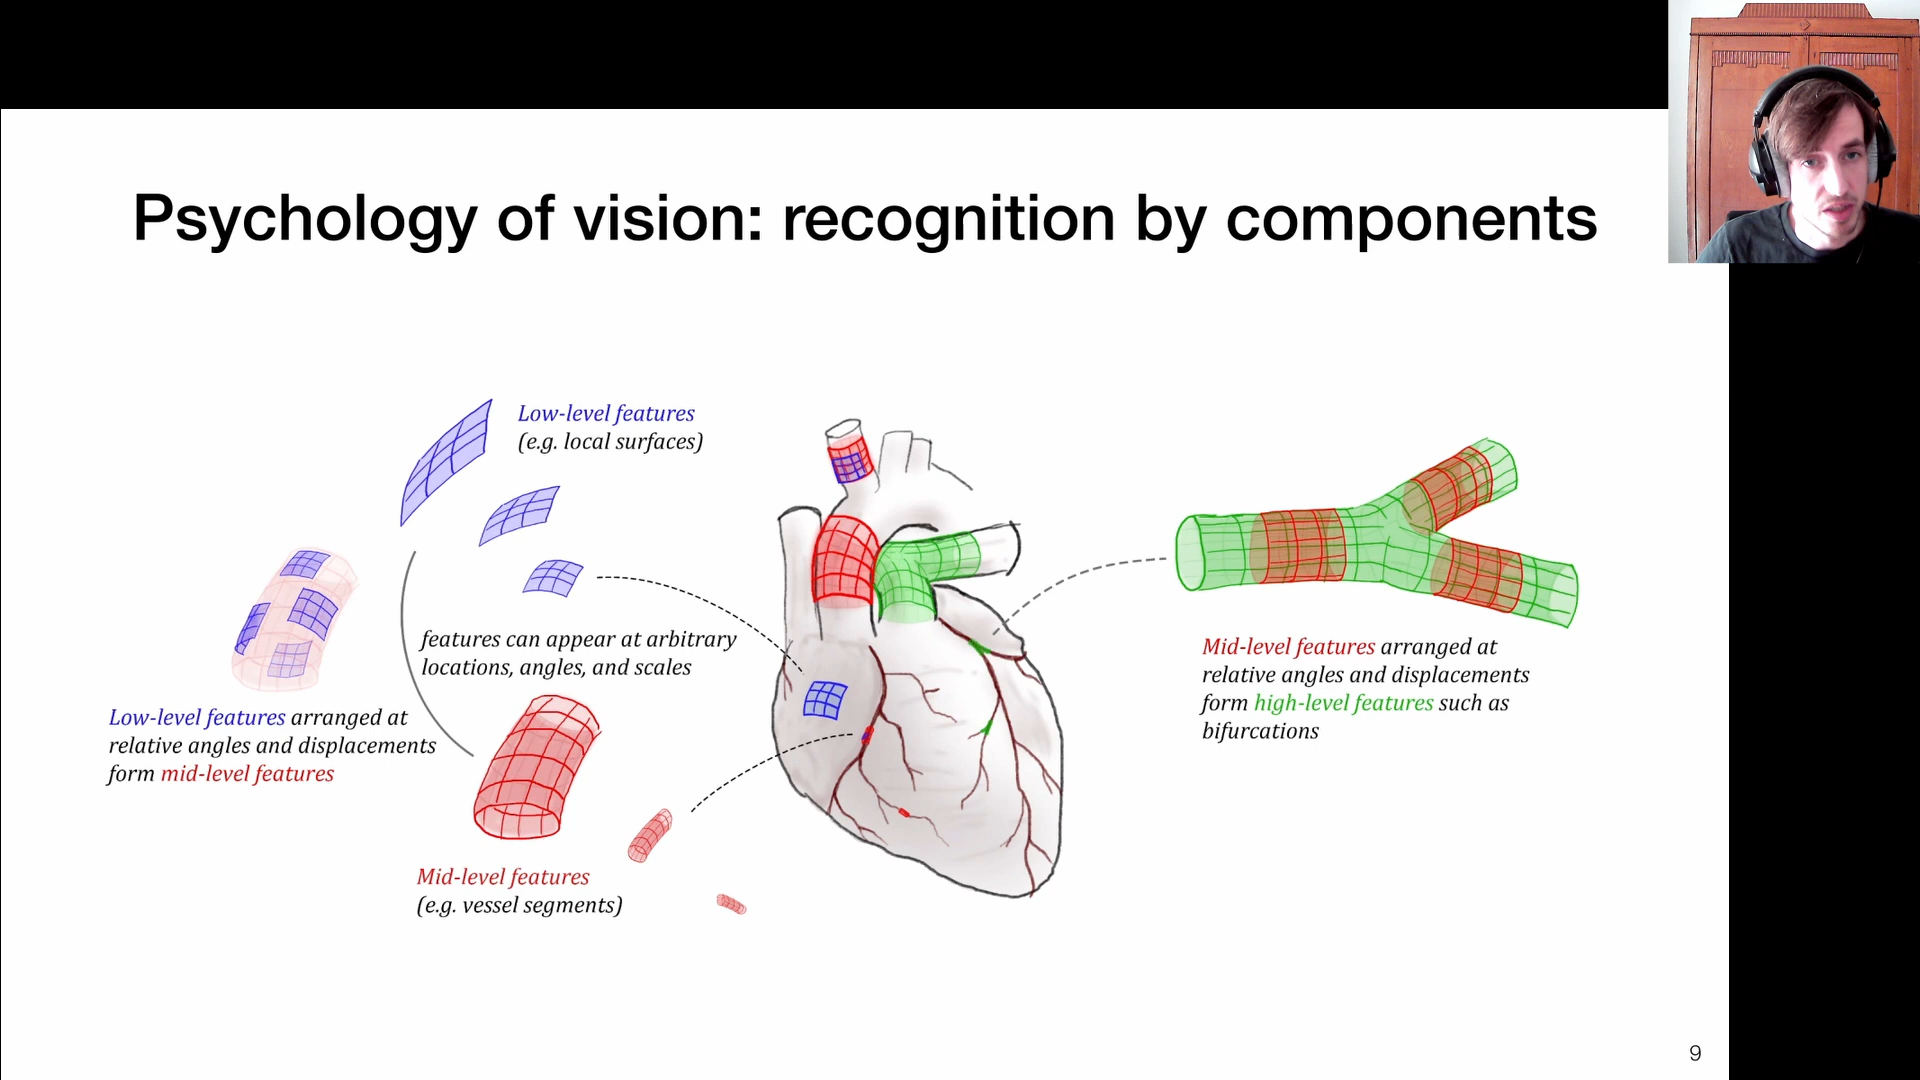 Psychology of vision: recognition by components
Low-level features
(e.g. local surfaces)
features can appear at arbitrary
locations, angles, and scales
Low-level features arranged at
relative angles and displacements
form mid-level features
Mid-level features
(e.g. vessel segments)
Mid-level features arranged at
relative angles and displacements
form high-level features such as
bifurcations
9